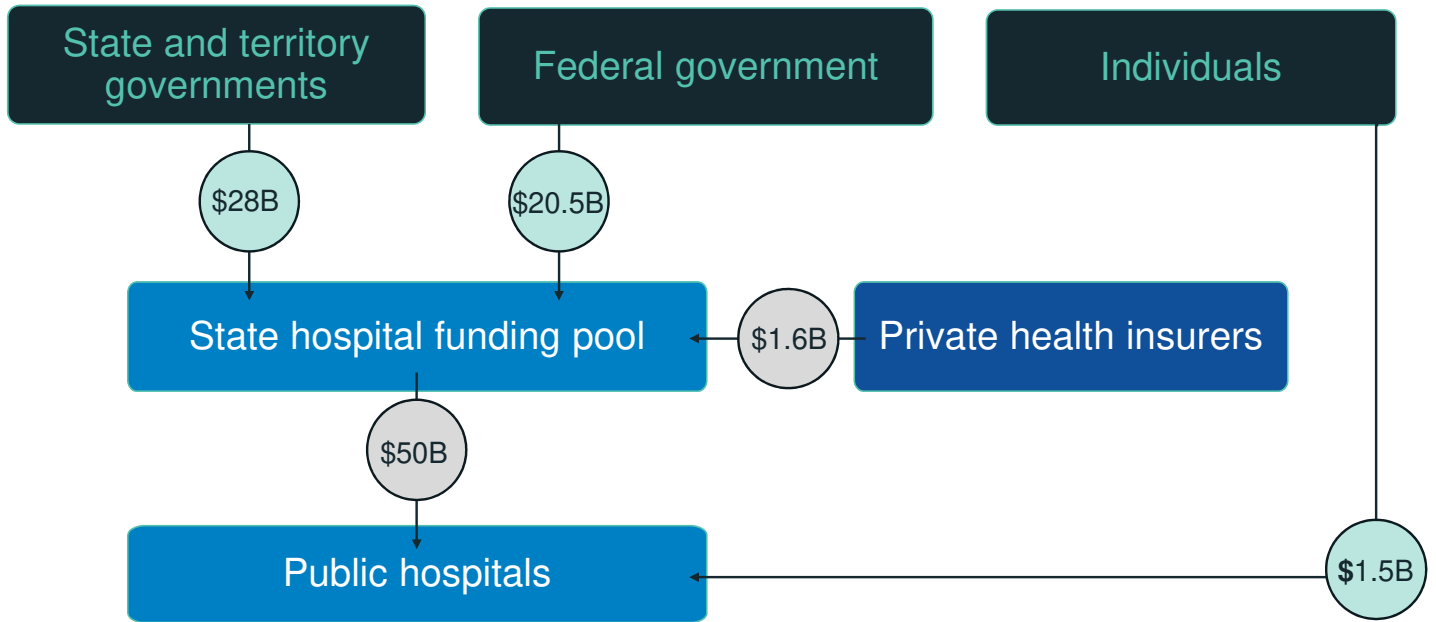 State and territory
governments
Federal government
Individuals
$28B
$20.5B
State hospital funding pool
$1.6B
Private health insurers
$50B
Public hospitals
$1.5B